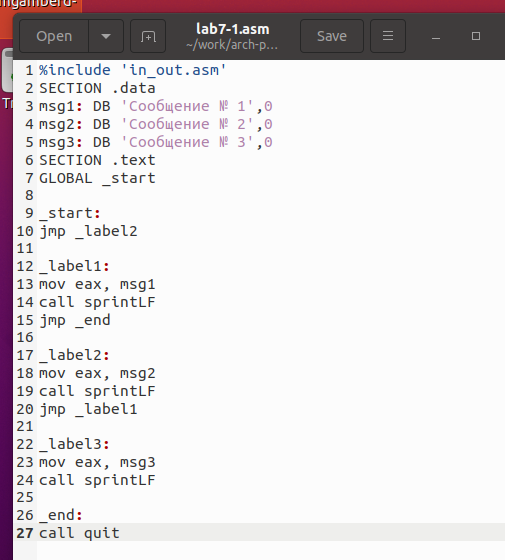 mgamberd-
lab7-1.asm
Open
~/work/arch-p...
Save
1 %include 'in_out.asm'
2 SECTION .data
3 msg1: DB 'Сообщение № 1',0
4 msg2: DB 'Сообщение № 2',0
5 msg3: DB 'Сообщение № 3',0
6 SECTION .text
7 GLOBAL _start
8
9 _start:
10 jmp _label2
11
12 _label1:
13 mov eax, msg1
14 call sprintLF
15 jmp _end
16
17 _label2:
18 mov eax, msg2
19 call sprintLF
20 jmp _label1
21
22 _label3:
23 mov eax, msg3
24 call sprintLF
25
26 _end:
27 call quit